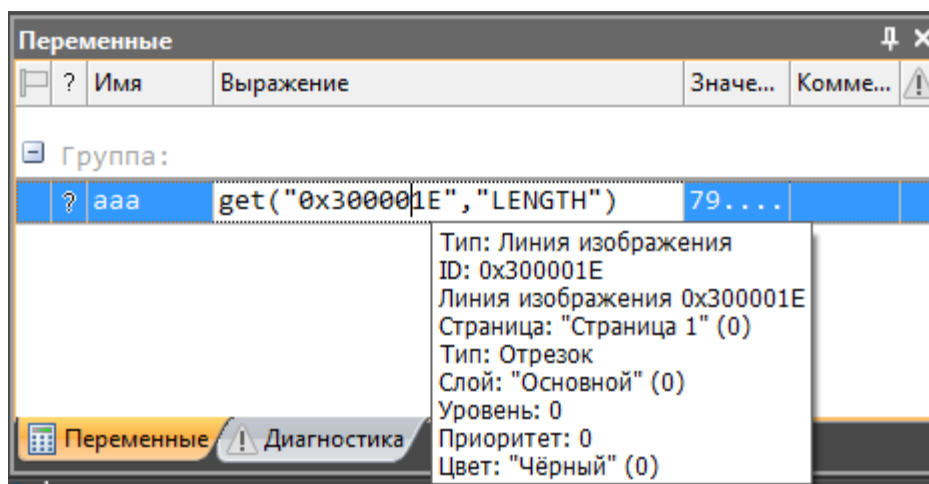 Переменные
? Имя Выражение Значе... Комме...
Группа:
? aaa get("0x300001E","LENGTH") 79....
Тип: Линия изображения
ID: 0x300001E
Линия изображения 0x300001E
Страница: "Страница 1" (0)
Тип: Отрезок
Слой: "Основной" (0)
Уровень: 0
Приоритет: 0
Цвет: "Чёрный" (0)
Переменные Диагностика